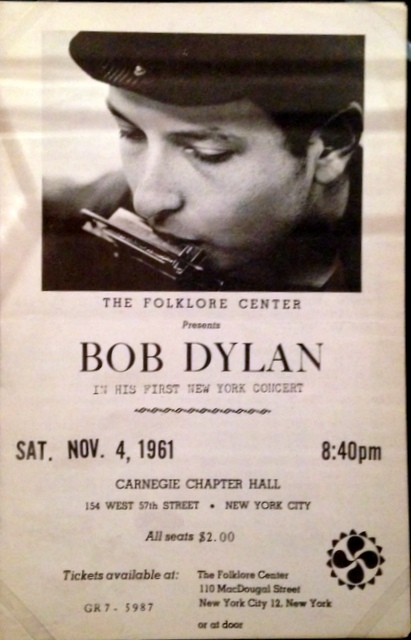 THE FOLKLORE CENTER
Presents
BOB DYLAN
IN HIS FIRST NEW YORK CONCERT
SAT. NOV. 4, 1961 8:40pm
CARNEGIE CHAPTER HALL
154 WEST 57th STREET • NEW YORK CITY
All seats $2.00
Tickets available at: The Folklore Center
110 MacDougal Street
GR 7 - 5987 New York City 12, New York
or at door